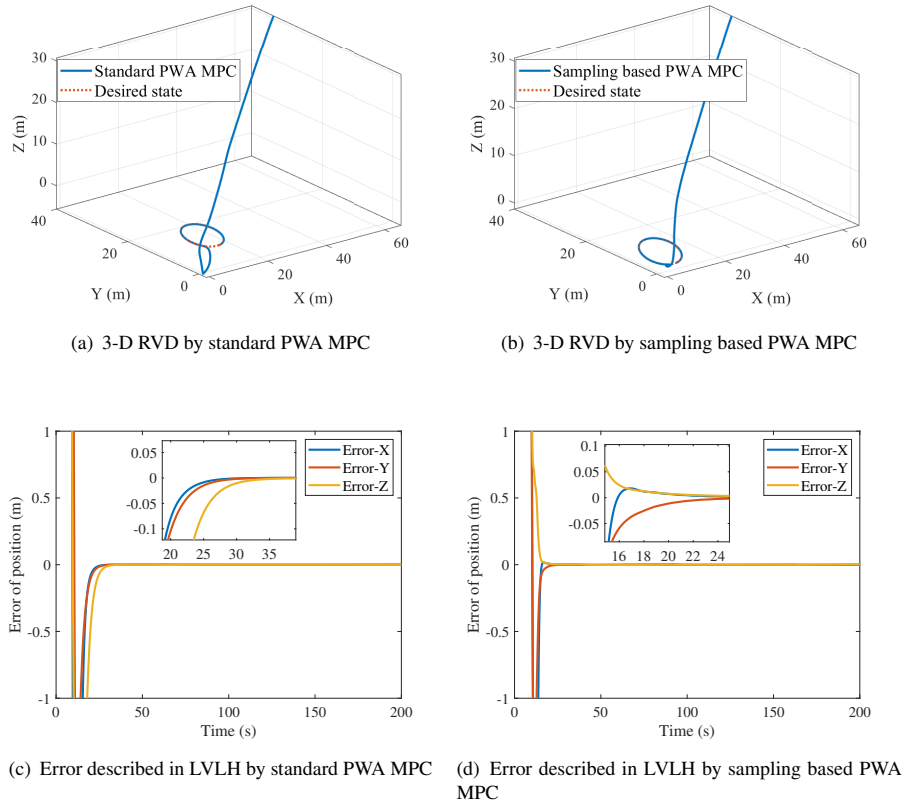 30
20
10
0
40
20
0
0
20
40
60
Z (m)
Y (m)
X (m)
Standard PWA MPC
Desired state
(a) 3-D RVD by standard PWA MPC
30
20
10
0
40
20
0
0
20
40
60
Z (m)
Y (m)
X (m)
Sampling based PWA MPC
Desired state
(b) 3-D RVD by sampling based PWA MPC
1
0.5
0
-0.5
-1
0
50
100
150
200
Error of position (m)
Time (s)
Error-X
Error-Y
Error-Z
0.05
0
-0.05
-0.1
20
25
30
35
(c) Error described in LVLH by standard PWA MPC
1
0.5
0
-0.5
-1
0
50
100
150
200
Error of position (m)
Time (s)
Error-X
Error-Y
Error-Z
0.1
0.05
0
-0.05
16
18
20
22
24
(d) Error described in LVLH by sampling based PWA
MPC